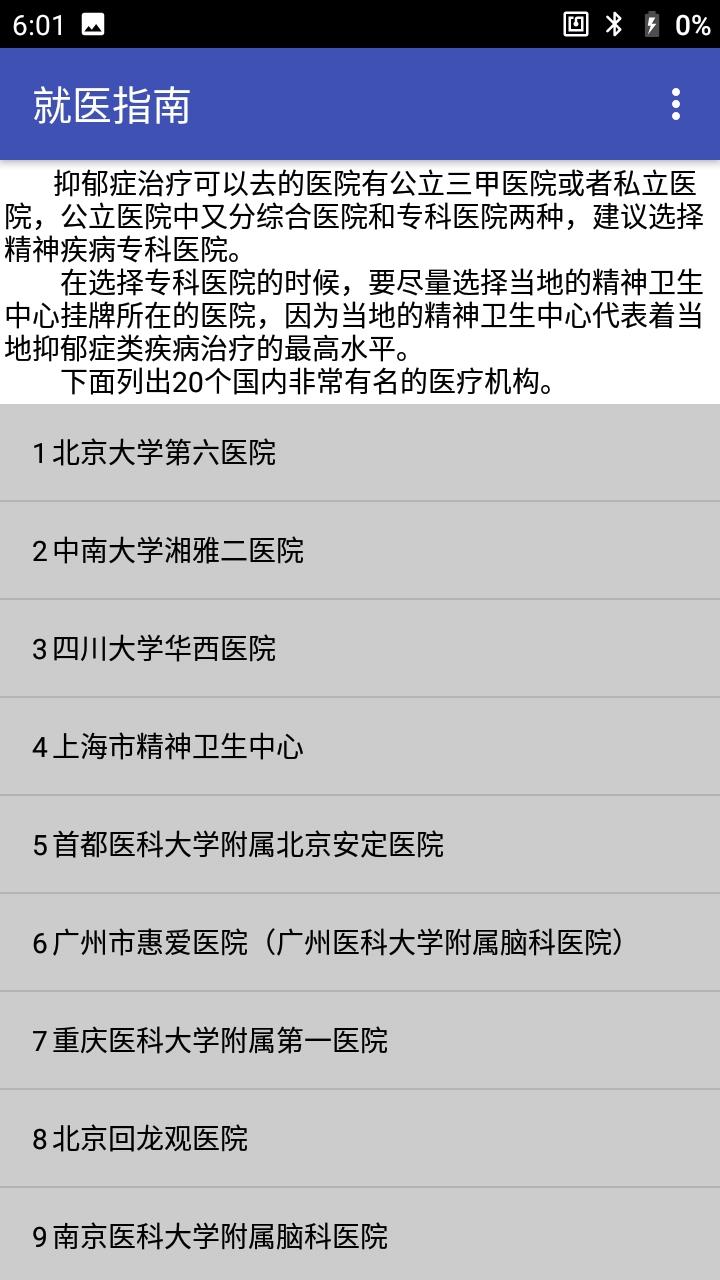 6:01
0%
就医指南
抑郁症治疗可以去的医院有公立三甲医院或者私立医
院，公立医院中又分综合医院和专科医院两种，建议选择
精神疾病专科医院。
在选择专科医院的时候，要尽量选择当地的精神卫生
中心挂牌所在的医院，因为当地的精神卫生中心代表着当
地抑郁症类疾病治疗的最高水平。
下面列出20个国内非常有名的医疗机构。
1 北京大学第六医院
2 中南大学湘雅二医院
3 四川大学华西医院
4 上海市精神卫生中心
5 首都医科大学附属北京安定医院
6 广州市惠爱医院（广州医科大学附属脑科医院）
7 重庆医科大学附属第一医院
8 北京回龙观医院
9 南京医科大学附属脑科医院